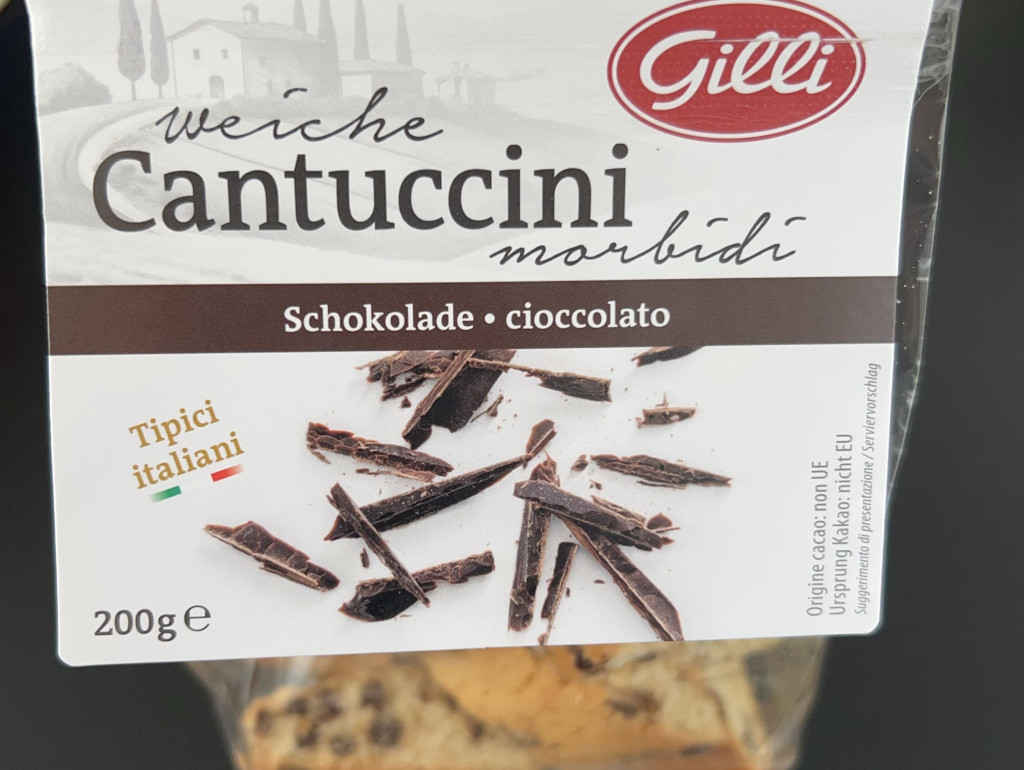 Gilli
weiche
Cantuccini
morbidi
Schokolade • cioccolato
Tipici
italiani
200g ℮
Origine cacao: non UE
Ursprung Kakao: nicht EU
Suggerimento di presentazione / Serviervorschlag